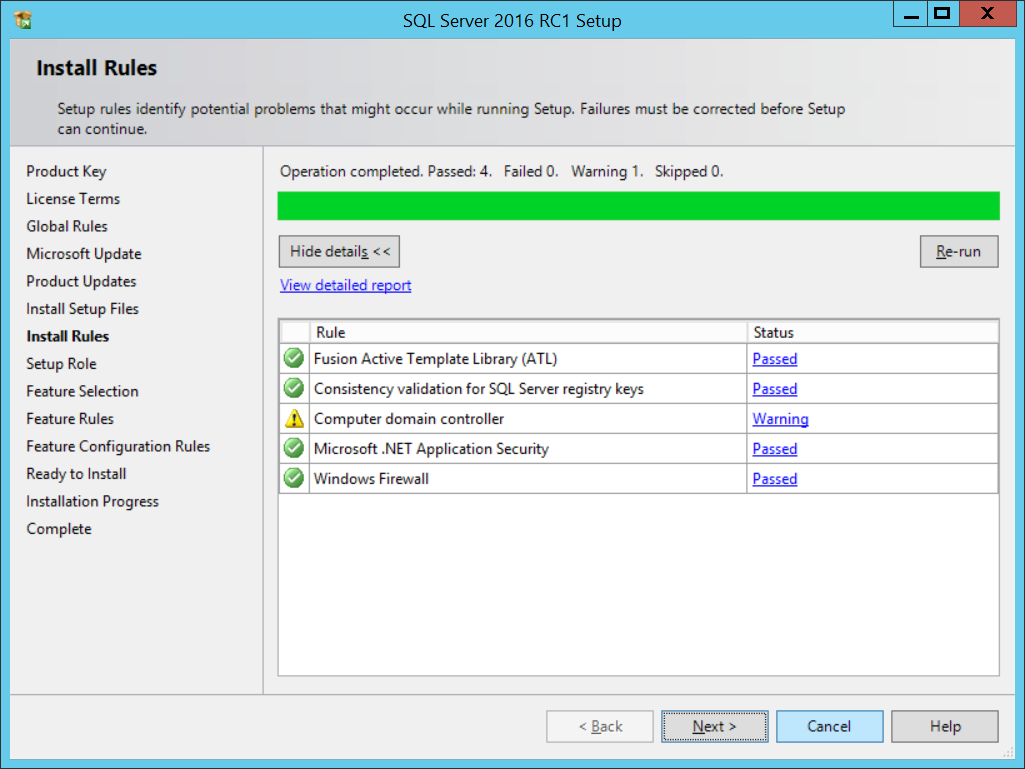 SQL Server 2016 RC1 Setup
Install Rules
Setup rules identify potential problems that might occur while running Setup. Failures must be corrected before Setup
can continue.
Product Key
License Terms
Global Rules
Microsoft Update
Product Updates
Install Setup Files
Install Rules
Setup Role
Feature Selection
Feature Rules
Feature Configuration Rules
Ready to Install
Installation Progress
Complete
Operation completed. Passed: 4. Failed 0. Warning 1. Skipped 0.
Hide details <<
Re-run
View detailed report
Rule Status
Fusion Active Template Library (ATL) Passed
Consistency validation for SQL Server registry keys Passed
Computer domain controller Warning
Microsoft .NET Application Security Passed
Windows Firewall Passed
< Back Next > Cancel Help